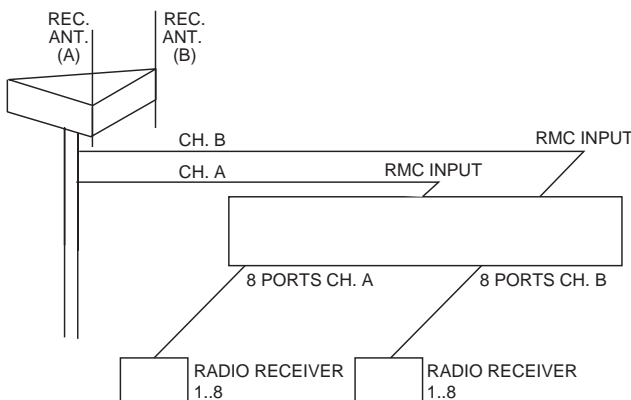 REC.
ANT.
(A)
REC.
ANT.
(B)
CH. B
RMC INPUT
CH. A
RMC INPUT
8 PORTS CH. A
8 PORTS CH. B
RADIO RECEIVER
1..8
RADIO RECEIVER
1..8